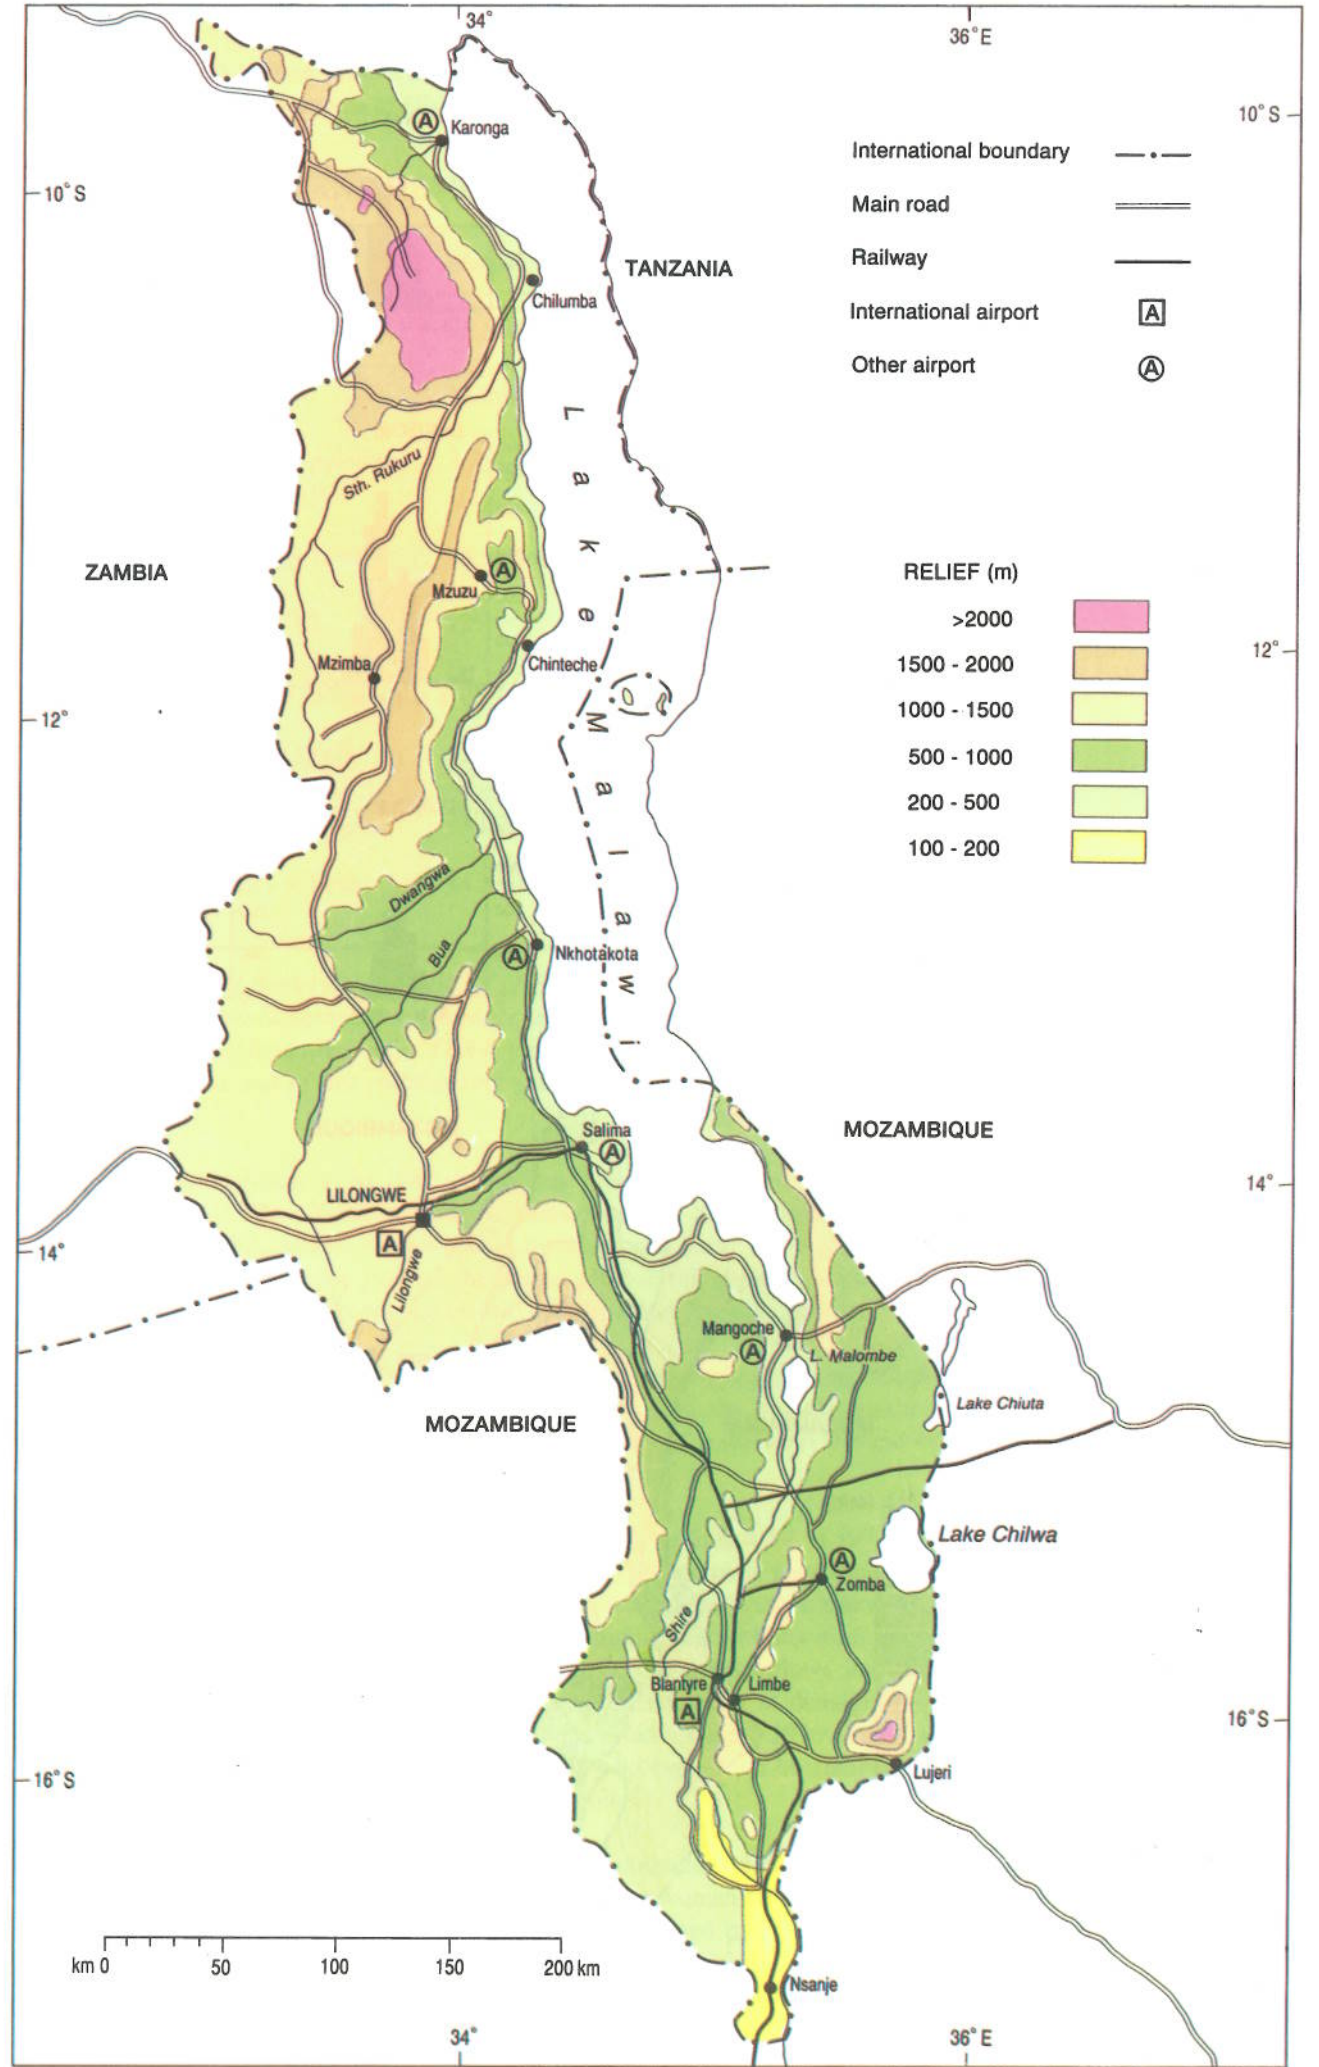 34°
36°E
10°S
10°S
Karonga
A
International boundary
Main road
Railway
International airport
A
Other airport
A
TANZANIA
Chilumba
Lake Malawi
Sth. Rukuru
ZAMBIA
Mzuzu
A
RELIEF (m)
>2000
1500 - 2000
1000 - 1500
500 - 1000
200 - 500
100 - 200
Mzimba
Chinteche
12°
12°
Dwangwa
Bua
A
Nkhotakota
MOZAMBIQUE
Salima
A
LILONGWE
A
Lilongwe
14°
14°
Mangoche
A
L. Malombe
Lake Chiuta
MOZAMBIQUE
Lake Chilwa
A
Zomba
Shire
Blantyre
Limbe
A
16°S
16°S
Lujeri
km 0
50
100
150
200 km
Nsanje
34°
36°E